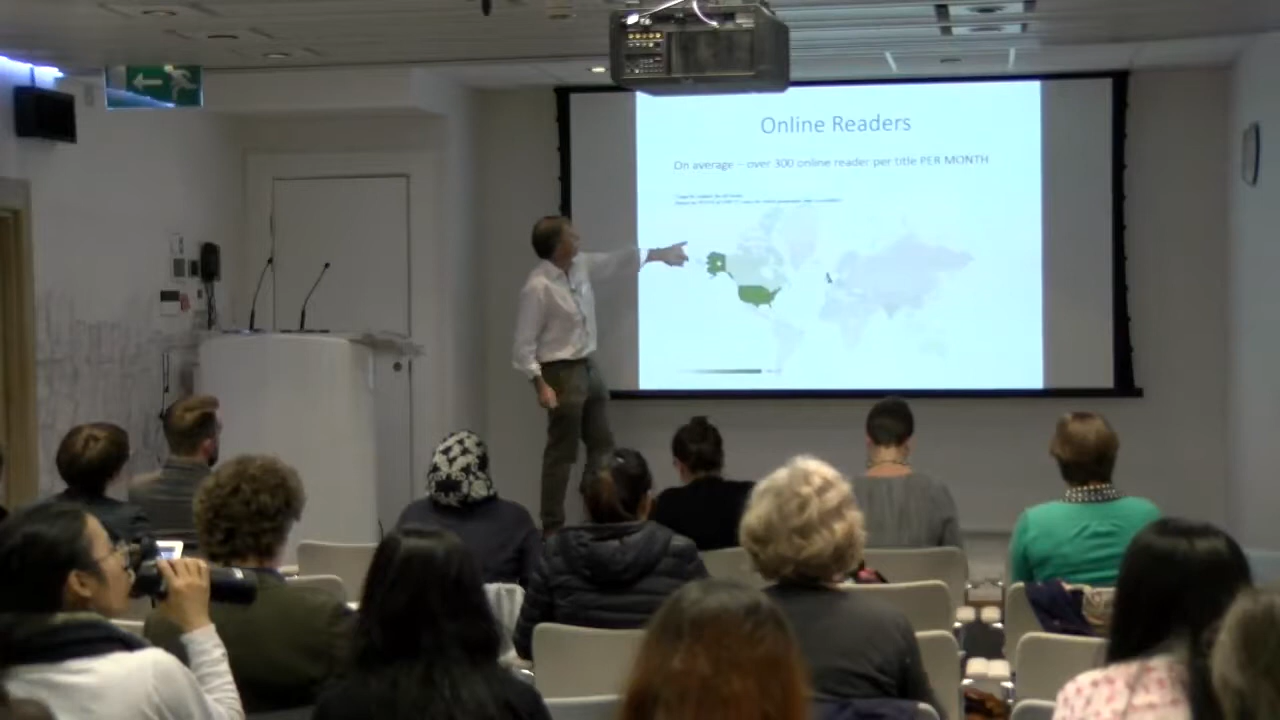 Online Readers
On average – over 300 online reader per title PER MONTH